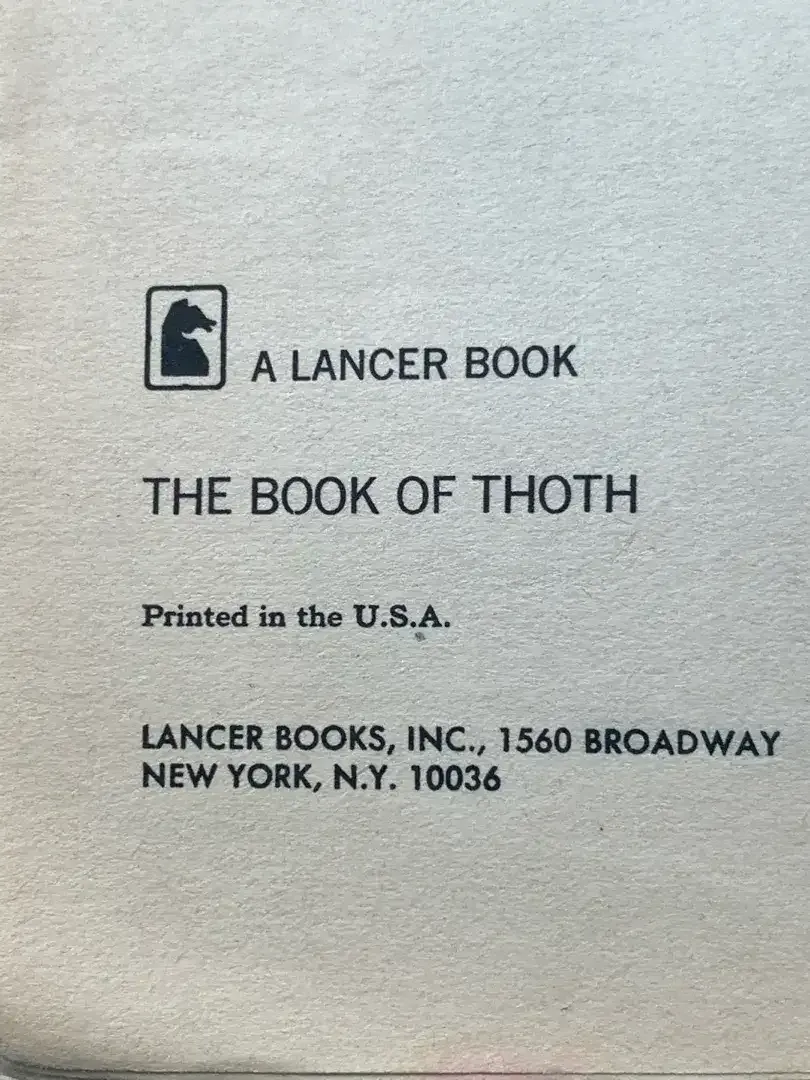 A LANCER BOOK
THE BOOK OF THOTH
Printed in the U.S.A.
LANCER BOOKS, INC., 1560 BROADWAY
NEW YORK, N.Y. 10036